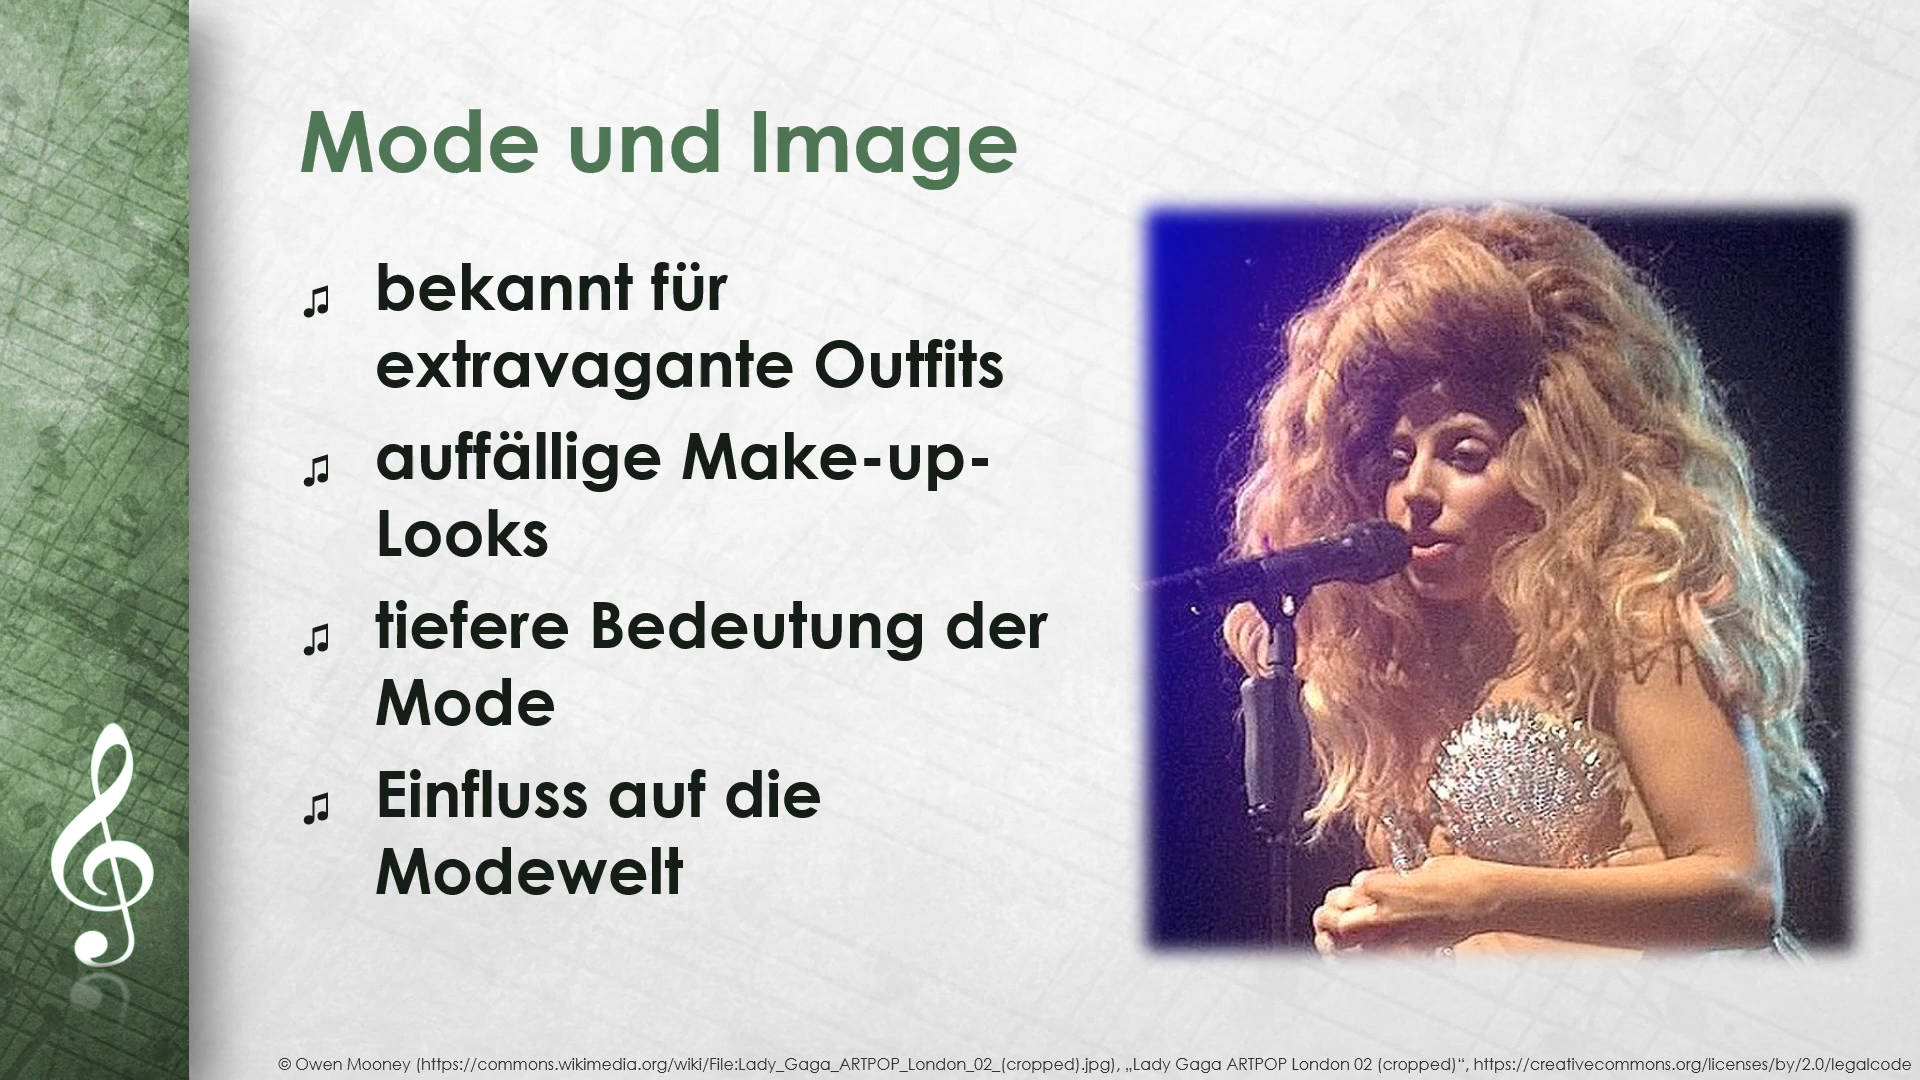 Mode und Image
♫ bekannt für
extravagante Outfits
♫ auffällige Make-up-
Looks
♫ tiefere Bedeutung der
Mode
♫ Einfluss auf die
Modewelt
© Owen Mooney (https://commons.wikimedia.org/wiki/File:Lady_Gaga_ARTPOP_London_02_(cropped).jpg), „Lady Gaga ARTPOP London 02 (cropped)“, https://creativecommons.org/licenses/by/2.0/legalcode